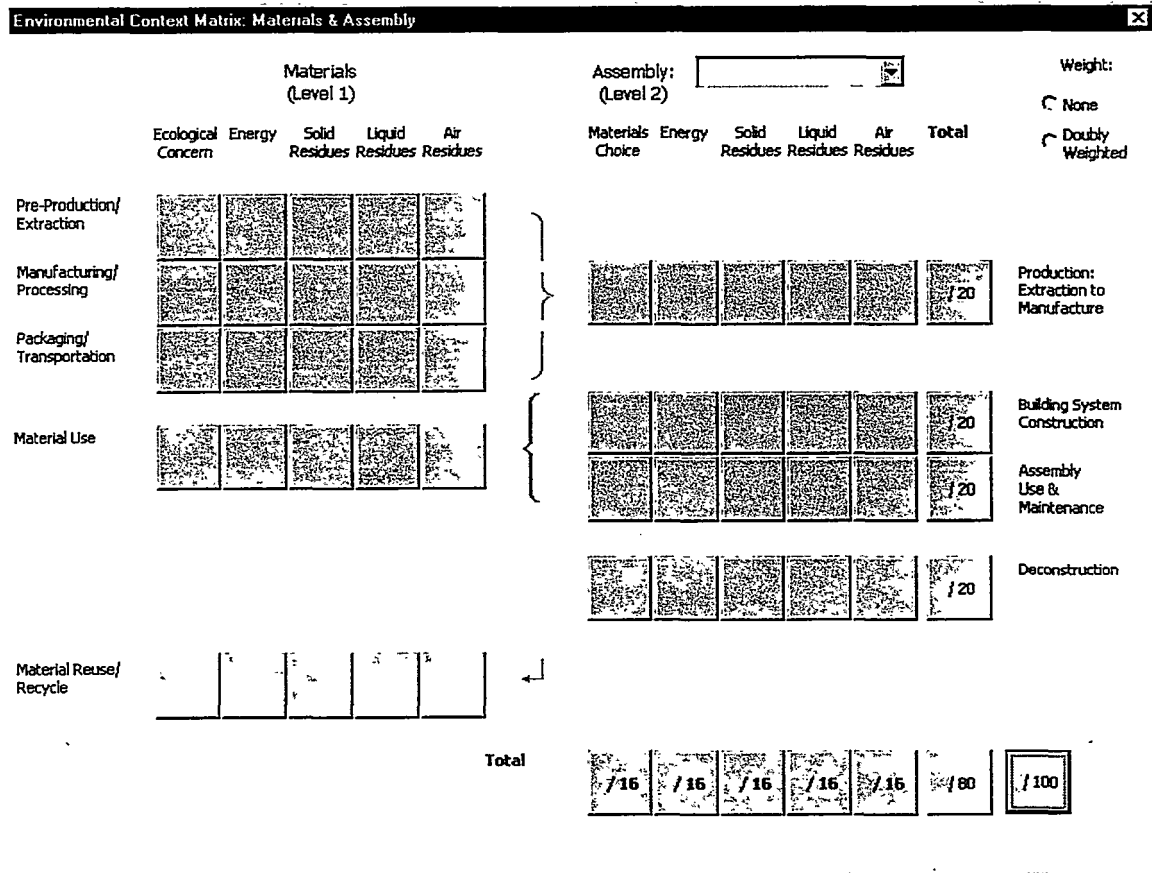 Environmental Context Matrix: Materials & Assembly
Materials
(Level 1)
Assembly:
(Level 2)
Weight:
None
Doubly
Weighted
Ecological
Concern
Energy
Solid
Residues
Liquid
Residues
Air
Residues
Materials
Choice
Energy
Solid
Residues
Liquid
Residues
Air
Residues
Total
Pre-Production/
Extraction
Manufacturing/
Processing
/ 20
Production:
Extraction to
Manufacture
Packaging/
Transportation
/ 20
Building System
Construction
Material Use
/ 20
Assembly
Use &
Maintenance
/ 20
Deconstruction
Material Reuse/
Recycle
Total
/ 16
/ 16
/ 16
/ 16
/ 16
/ 80
/ 100